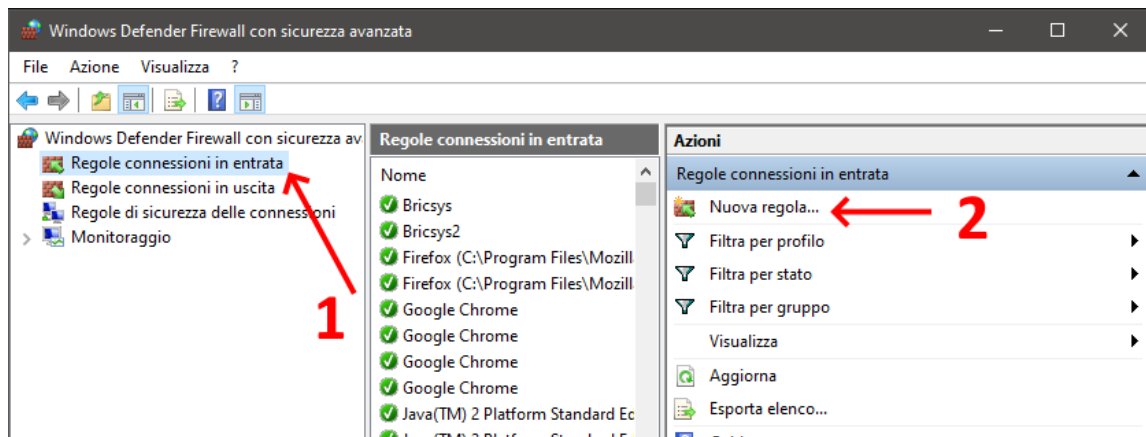 Windows Defender Firewall con sicurezza avanzata
File Azione Visualizza ?
Windows Defender Firewall con sicurezza av
Regole connessioni in entrata
Regole connessioni in uscita
Regole di sicurezza delle connessioni
Monitoraggio
1
Regole connessioni in entrata
Nome
Bricsys
Bricsys2
Firefox (C:\Program Files\Mozill
Firefox (C:\Program Files\Mozill
Google Chrome
Google Chrome
Google Chrome
Google Chrome
Java(TM) 2 Platform Standard Ed
Azioni
Regole connessioni in entrata
Nuova regola...
2
Filtra per profilo
Filtra per stato
Filtra per gruppo
Visualizza
Aggiorna
Esporta elenco...